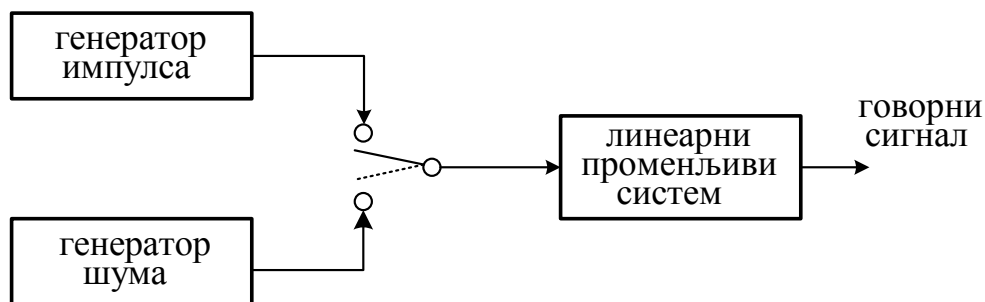 генератор
импулса
линеарни
променљиви
систем
говорни
сигнал
генератор
шума